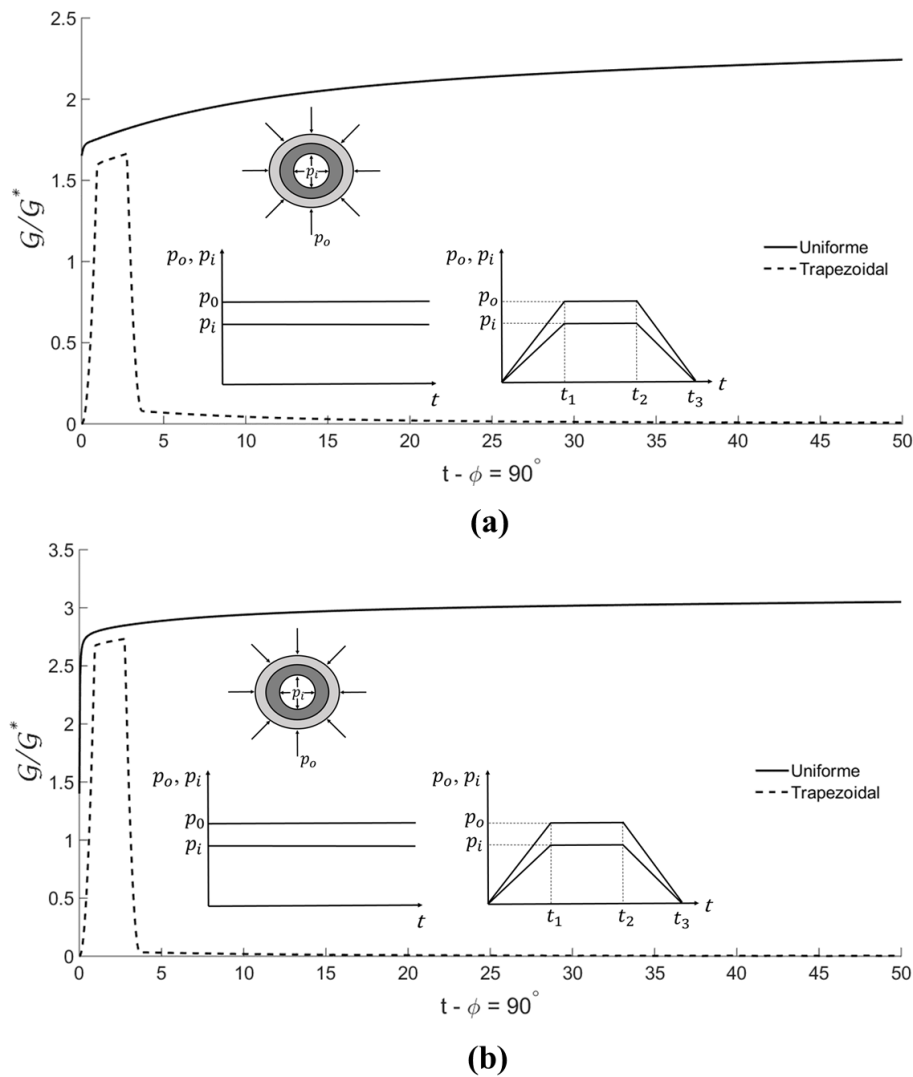 2.5
2
1.5
1
0.5
0
𝒢/𝒢*
p_i
p_o
p_o, p_i
p_0
p_i
t
p_o, p_i
p_o
p_i
t_1 t_2 t_3 t
Uniforme
Trapezoidal
0 5 10 15 20 25 30 35 40 45 50
t - ϕ = 90°
(a)
3.5
3
2.5
2
1.5
1
0.5
0
𝒢/𝒢*
p_i
p_o
p_o, p_i
p_0
p_i
t
p_o, p_i
p_o
p_i
t_1 t_2 t_3 t
Uniforme
Trapezoidal
0 5 10 15 20 25 30 35 40 45 50
t - ϕ = 90°
(b)